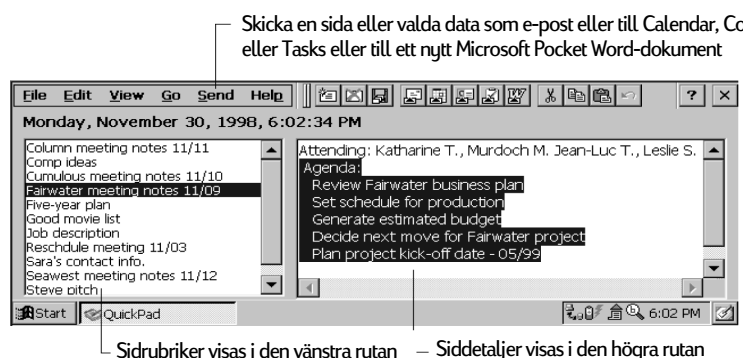 Skicka en sida eller valda data som e-post eller till Calendar, Co
eller Tasks eller till ett nytt Microsoft Pocket Word-dokument
File Edit View Go Send Help ? ×
Monday, November 30, 1998, 6:02:34 PM
Column meeting notes 11/11
Comp ideas
Cumulous meeting notes 11/10
Fairwater meeting notes 11/09
Five-year plan
Good movie list
Job description
Reschdule meeting 11/03
Sara's contact info.
Seawest meeting notes 11/12
Steve pitch
Attending: Katharine T., Murdoch M. Jean-Luc T., Leslie S.
Agenda:
Review Fairwater business plan
Set schedule for production
Generate estimated budget
Decide next move for Fairwater project
Plan project kick-off date - 05/99
Start QuickPad 6:02 PM
Sidrubriker visas i den vänstra rutan
Siddetaljer visas i den högra rutan